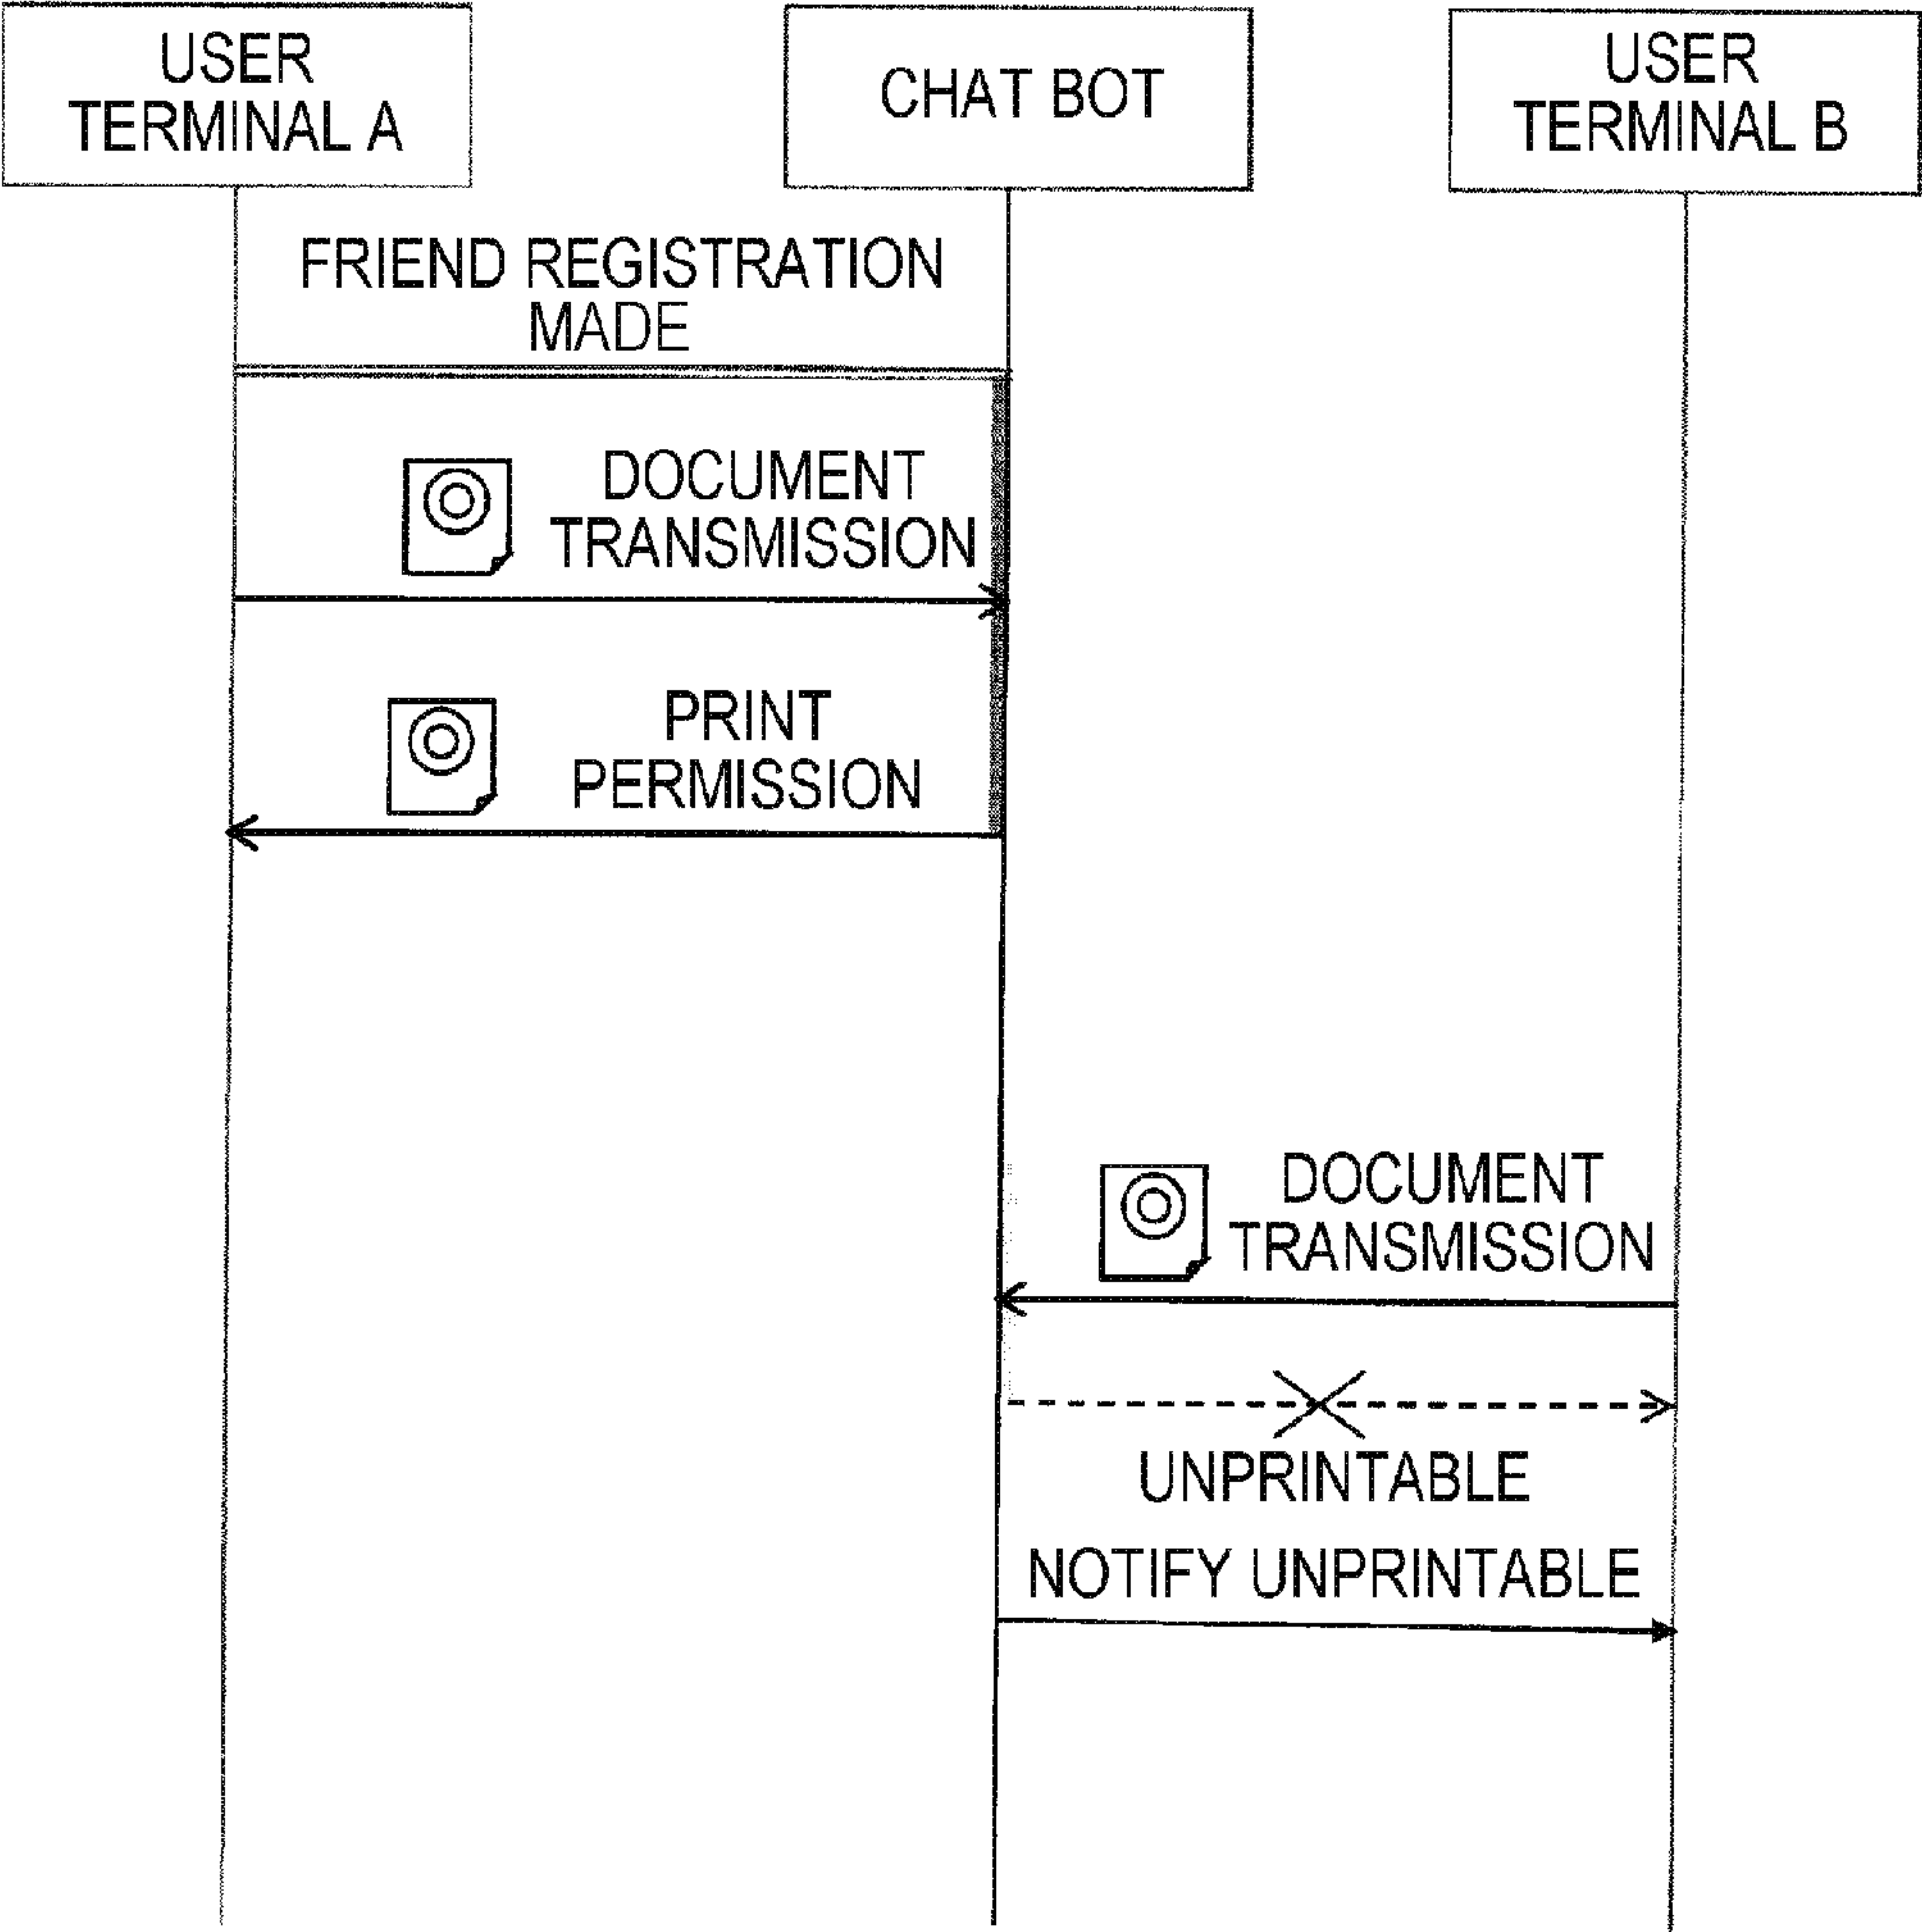 USER
TERMINAL A
CHAT BOT
USER
TERMINAL B
FRIEND REGISTRATION
MADE
DOCUMENT
TRANSMISSION
PRINT
PERMISSION
DOCUMENT
TRANSMISSION
UNPRINTABLE
NOTIFY UNPRINTABLE